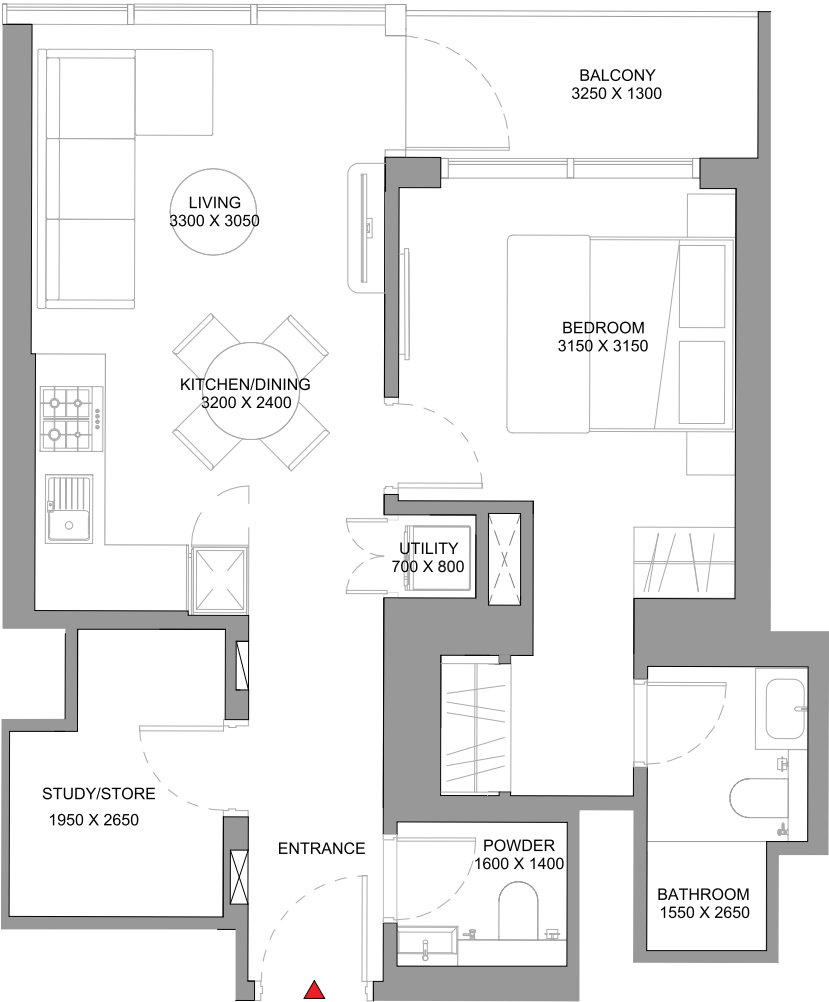 BALCONY
3250 X 1300
LIVING
3300 X 3050
BEDROOM
3150 X 3150
KITCHEN/DINING
3200 X 2400
UTILITY
700 X 800
STUDY/STORE
1950 X 2650
ENTRANCE
POWDER
1600 X 1400
BATHROOM
1550 X 2650